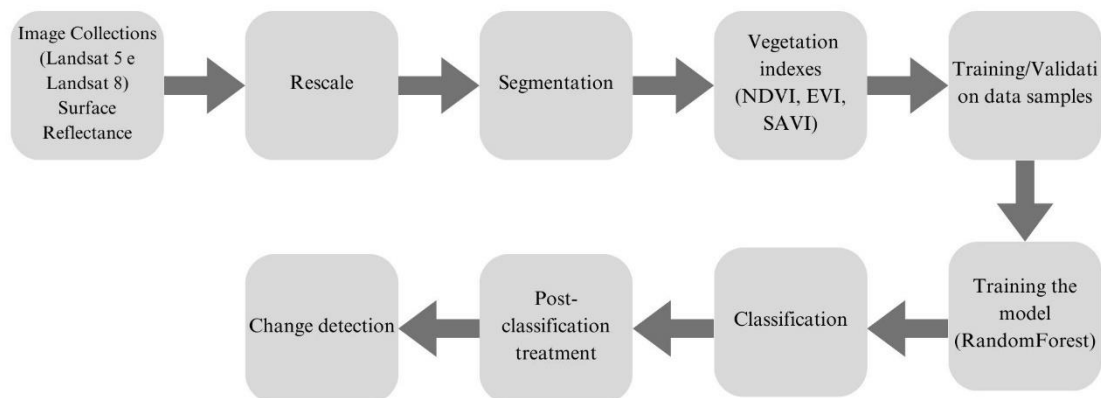 Image Collections
(Landsat 5 e
Landsat 8)
Surface
Reflectance
Rescale
Segmentation
Vegetation
indexes
(NDVI, EVI,
SAVI)
Training/Validati
on data samples
Training the
model
(RandomForest)
Classification
Post-
classification
treatment
Change detection